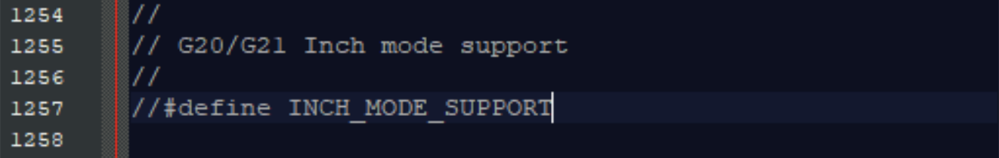 1254 //
1255 // G20/G21 Inch mode support
1256 //
1257 //#define INCH_MODE_SUPPORT
1258